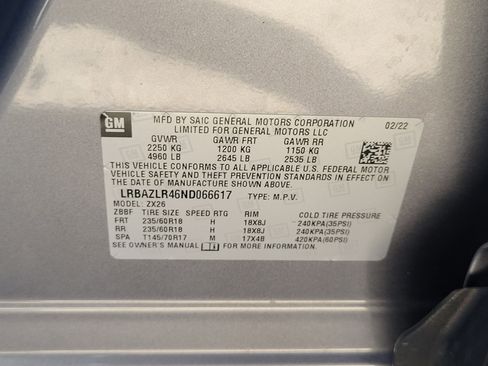 GM
MFD BY SAIC GENERAL MOTORS CORPORATION
LIMITED FOR GENERAL MOTORS LLC
02/22
GVWR GAWR FRT GAWR RR
2250 KG 1200 KG 1150 KG
4960 LB 2645 LB 2535 LB
THIS VEHICLE CONFORMS TO ALL APPLICABLE U.S. FEDERAL MOTOR
VEHICLE SAFETY AND THEFT PREVENTION STANDARDS IN EFFECT ON
THE DATE OF MANUFACTURE SHOWN ABOVE.
LRBAZLR46ND066617 TYPE: M.P.V.
MODEL: ZX26
ZBBF TIRE SIZE SPEED RTG RIM COLD TIRE PRESSURE
FRT 235/60R18 H 18X8J 240KPA(35PSI)
RR 235/60R18 H 18X8J 240KPA(35PSI)
SPA T145/70R17 M 17X4B 420KPA(60PSI)
SEE OWNER'S MANUAL FOR MORE INFORMATION.